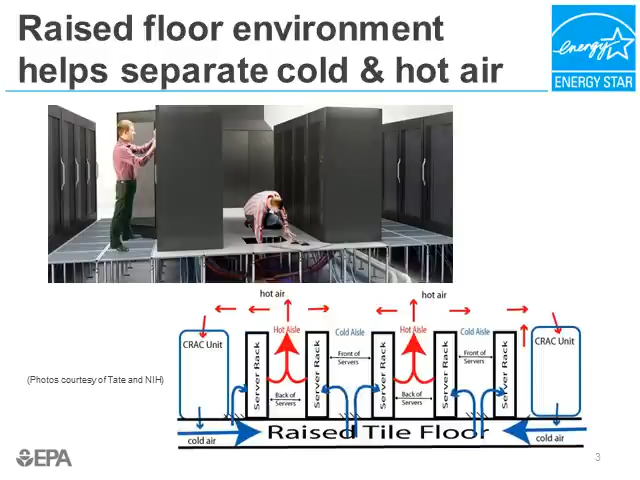 Raised floor environment
helps separate cold & hot air
energy
ENERGY STAR
hot air
hot air
CRAC Unit
Server Rack
Hot Aisle
Server Rack
Cold Aisle
Server Rack
Hot Aisle
Server Rack
Cold Aisle
Server Rack
CRAC Unit
Front of
Servers
Front of
Servers
Back of
Servers
Back of
Servers
(Photos courtesy of Tate and NIH)
cold air
Raised Tile Floor
cold air
EPA
3